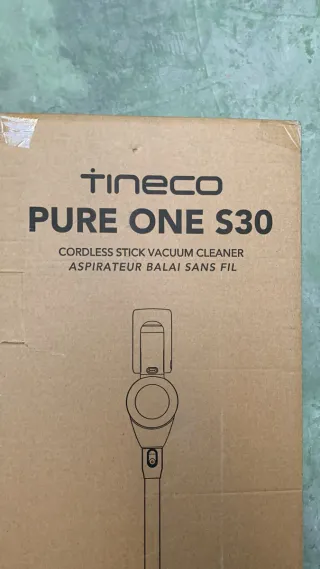 tineco
PURE ONE S30
CORDLESS STICK VACUUM CLEANER
ASPIRATEUR BALAI SANS FIL